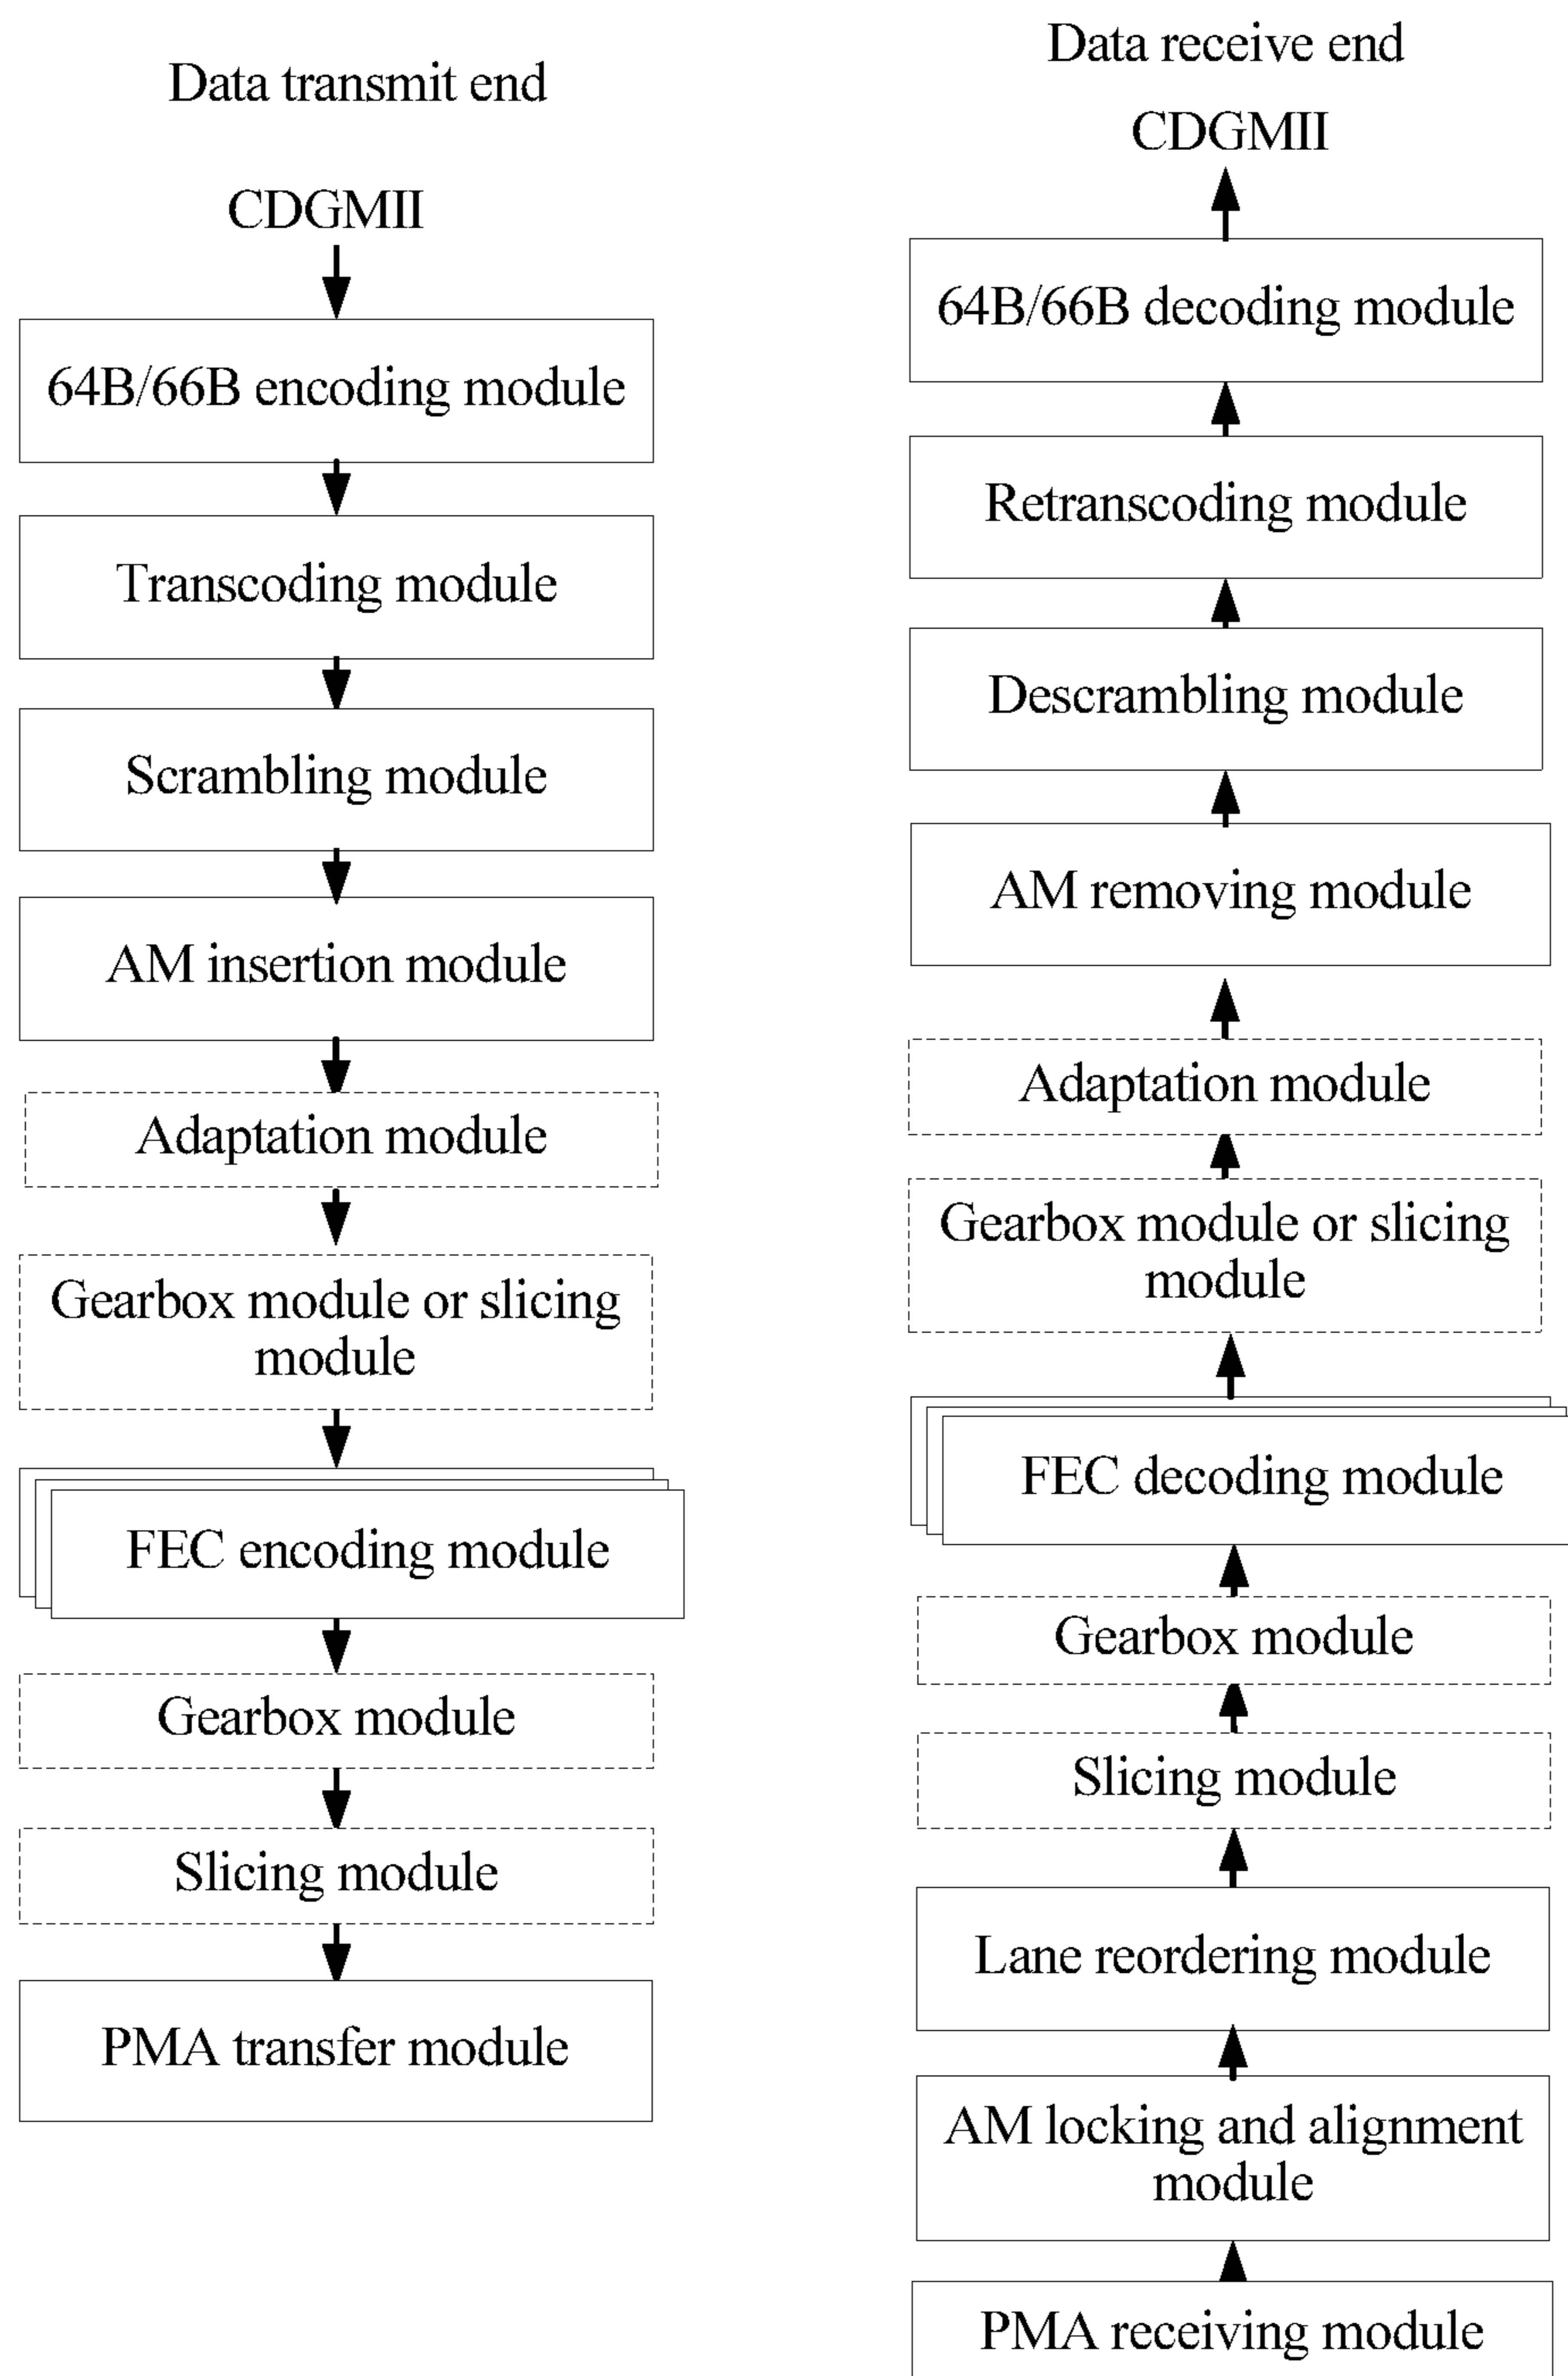 Data transmit end
CDGMII
64B/66B encoding module
Transcoding module
Scrambling module
AM insertion module
Adaptation module
Gearbox module or slicing
module
FEC encoding module
Gearbox module
Slicing module
PMA transfer module
Data receive end
CDGMII
64B/66B decoding module
Retranscoding module
Descrambling module
AM removing module
Adaptation module
Gearbox module or slicing
module
FEC decoding module
Gearbox module
Slicing module
Lane reordering module
AM locking and alignment
module
PMA receiving module